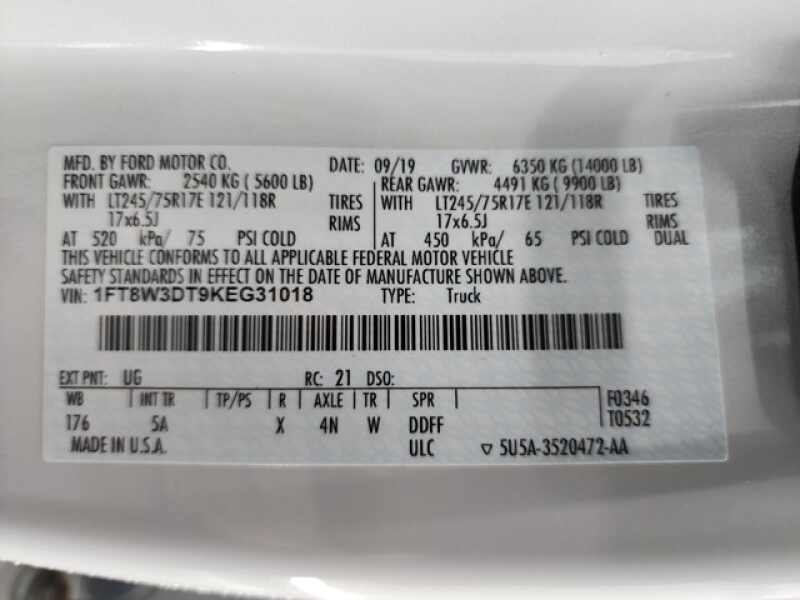 MFD. BY FORD MOTOR CO. DATE: 09/19 GVWR: 6350 KG (14000 LB)
FRONT GAWR: 2540 KG (5600 LB) REAR GAWR: 4491 KG (9900 LB)
WITH LT245/75R17E 121/118R TIRES WITH LT245/75R17E 121/118R TIRES
17x6.5J RIMS 17x6.5J RIMS
AT 520 kPa/ 75 PSI COLD AT 450 kPa/ 65 PSI COLD DUAL
THIS VEHICLE CONFORMS TO ALL APPLICABLE FEDERAL MOTOR VEHICLE
SAFETY STANDARDS IN EFFECT ON THE DATE OF MANUFACTURE SHOWN ABOVE.
VIN: 1FT8W3DT9KEG31018 TYPE: Truck
EXT PNT: UG RC: 21 DSO:
WB INT TR TP/PS R AXLE TR SPR F0346
176 5A X 4N W DDFF T0532
MADE IN U.S.A. ULC ▽ 5U5A-3520472-AA